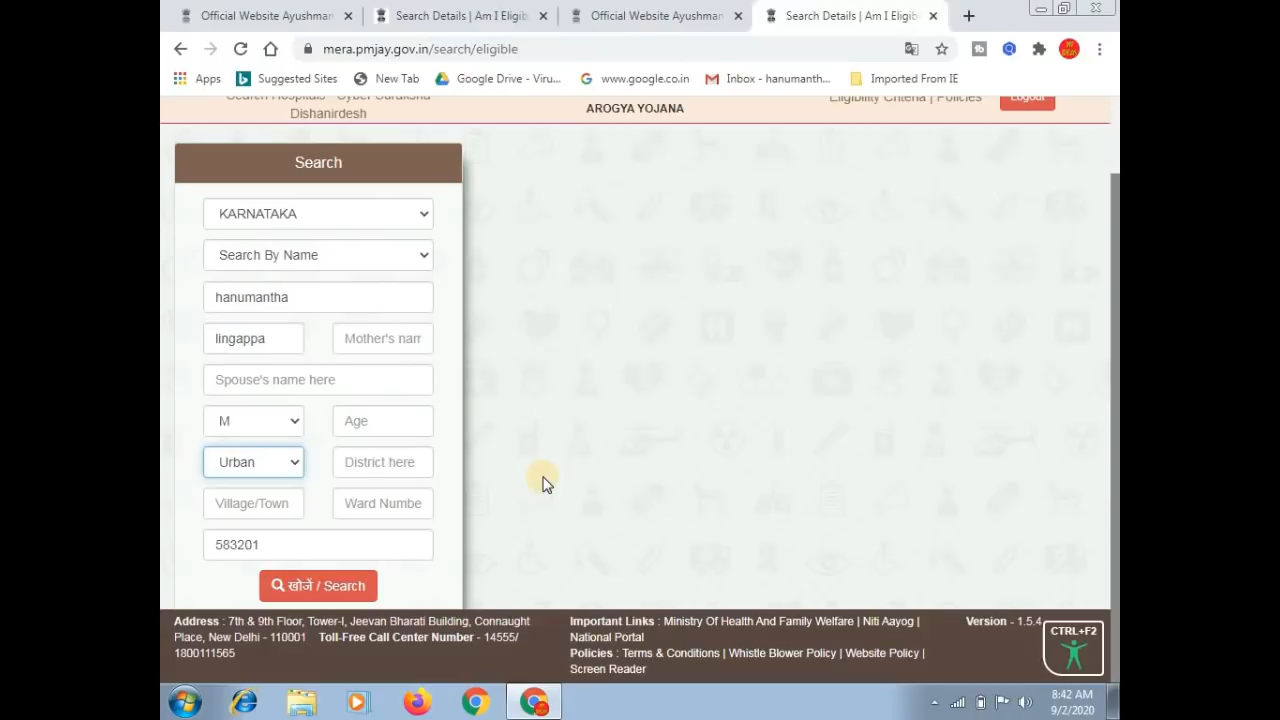 Official Website Ayushman
Search Details | Am I Eligib
Official Website Ayushman
Search Details | Am I Eligib
mera.pmjay.gov.in/search/eligible
Apps
Suggested Sites
New Tab
Google Drive - Viru...
www.google.co.in
Inbox - hanumanth...
Imported From IE
Dishanirdesh
AROGYA YOJANA
Eligibility Criteria | Policies
Logout
Search
KARNATAKA
Search By Name
hanumantha
lingappa
Mother's nam
Spouse's name here
M
Age
Urban
District here
Village/Town
Ward Numbe
583201
खोजें / Search
Address : 7th & 9th Floor, Tower-l, Jeevan Bharati Building, Connaught
Place, New Delhi - 110001 Toll-Free Call Center Number - 14555/
1800111565
Important Links : Ministry Of Health And Family Welfare | Niti Aayog |
National Portal
Policies : Terms & Conditions | Whistle Blower Policy | Website Policy |
Screen Reader
Version - 1.5.4
CTRL+F2
8:42 AM
9/2/2020